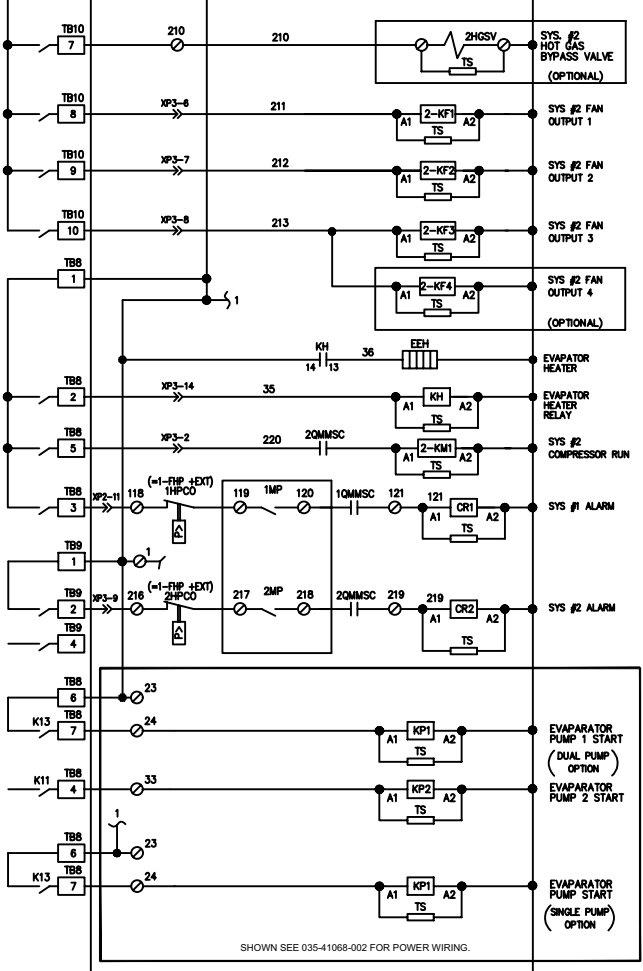 TB10
7
210
210
2HGSV
TS
SYS. #2
HOT GAS
BYPASS VALVE
(OPTIONAL)
TB10
8
XP3-6
211
A1
2-KF1
A2
TS
SYS #2 FAN
OUTPUT 1
TB10
9
XP3-7
212
A1
2-KF2
A2
TS
SYS #2 FAN
OUTPUT 2
TB10
10
XP3-8
213
A1
2-KF3
A2
TS
SYS #2 FAN
OUTPUT 3
TB8
1
1
A1
2-KF4
A2
TS
SYS #2 FAN
OUTPUT 4
(OPTIONAL)
KH
14
13
36
EEH
EVAPATOR
HEATER
TB8
2
XP3-14
35
A1
KH
A2
TS
EVAPATOR
HEATER
RELAY
TB8
5
XP3-2
220
2QMMSC
A1
2-KM1
A2
TS
SYS #2
COMPRESSOR RUN
TB8
3
XP2-11
118
(=1-FHP +EXT)
1HPCO
P>
119
1MP
120
1QMMSC
121
121
A1
CR1
A2
TS
SYS #1 ALARM
TB9
1
1
TB9
2
XP3-9
216
(=1-FHP +EXT)
2HPCO
P>
217
2MP
218
2QMMSC
219
219
A1
CR2
A2
TS
SYS #2 ALARM
TB9
4
TB8
6
23
K13
TB8
7
24
A1
KP1
A2
TS
EVAPARATOR
PUMP 1 START
(DUAL PUMP
OPTION)
K11
TB8
4
33
A1
KP2
A2
TS
EVAPARATOR
PUMP 2 START
1
TB8
6
23
K13
TB8
7
24
A1
KP1
A2
TS
EVAPARATOR
PUMP START
(SINGLE PUMP
OPTION)
SHOWN SEE 035-41068-002 FOR POWER WIRING.